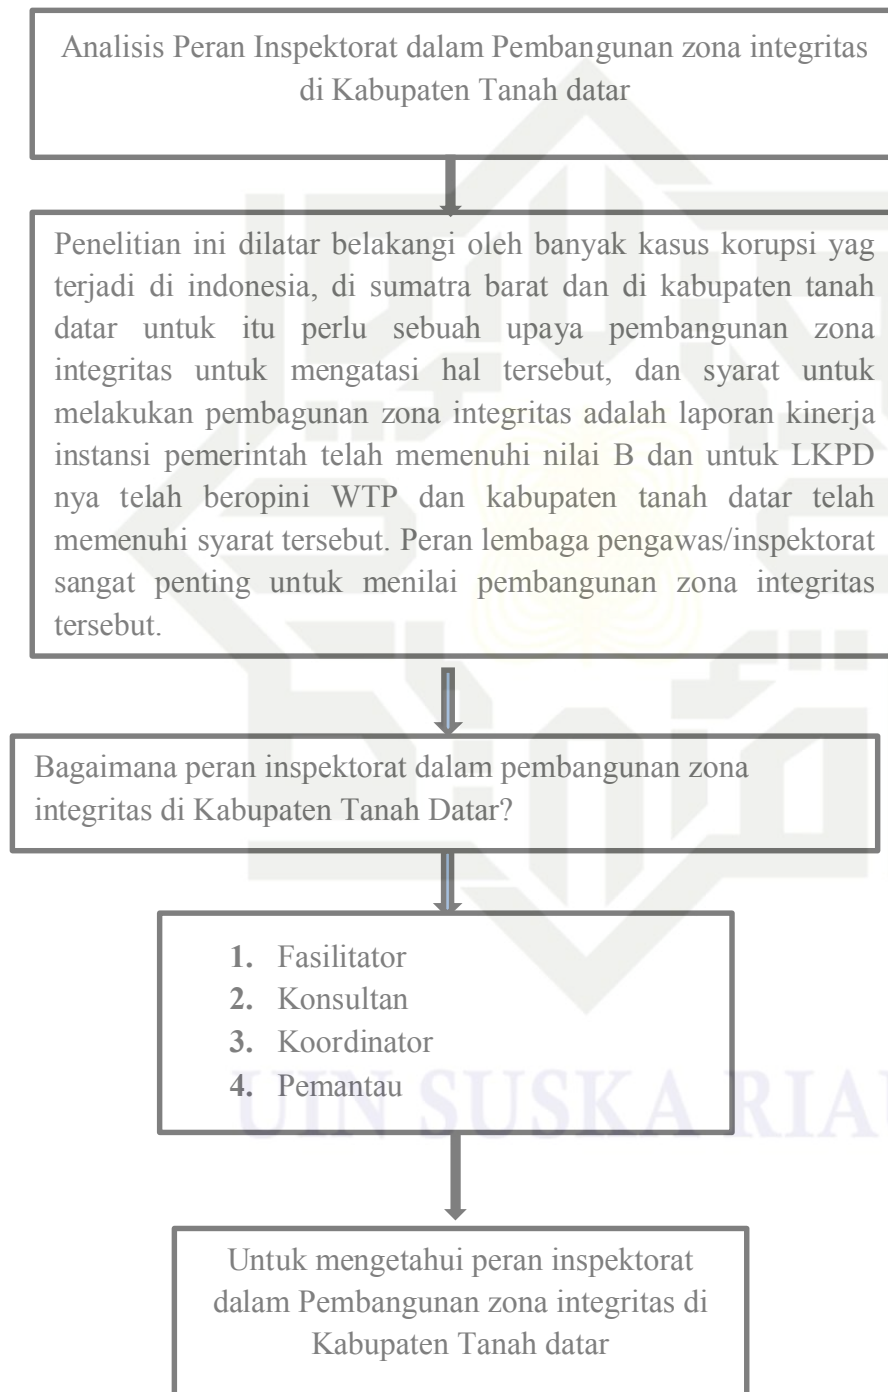 Analisis Peran Inspektorat dalam Pembangunan zona integritas
di Kabupaten Tanah datar
Penelitian ini dilatar belakangi oleh banyak kasus korupsi yag
terjadi di indonesia, di sumatra barat dan di kabupaten tanah
datar untuk itu perlu sebuah upaya pembangunan zona
integritas untuk mengatasi hal tersebut, dan syarat untuk
melakukan pembagunan zona integritas adalah laporan kinerja
instansi pemerintah telah memenuhi nilai B dan untuk LKPD
nya telah beropini WTP dan kabupaten tanah datar telah
memenuhi syarat tersebut. Peran lembaga pengawas/inspektorat
sangat penting untuk menilai pembangunan zona integritas
tersebut.
Bagaimana peran inspektorat dalam pembangunan zona
integritas di Kabupaten Tanah Datar?
1. Fasilitator
2. Konsultan
3. Koordinator
4. Pemantau
UIN SUSKA RIAU
Untuk mengetahui peran inspektorat
dalam Pembangunan zona integritas di
Kabupaten Tanah datar